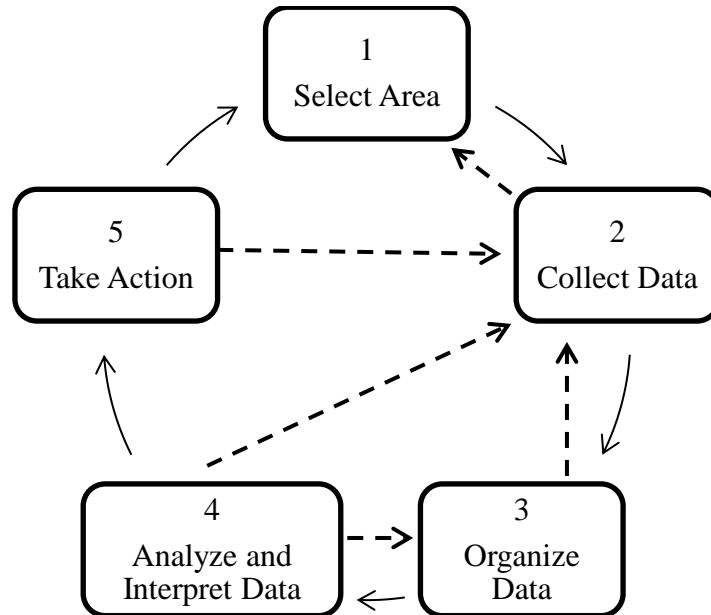 1
Select Area
2
Collect Data
3
Organize
Data
4
Analyze and
Interpret Data
5
Take Action